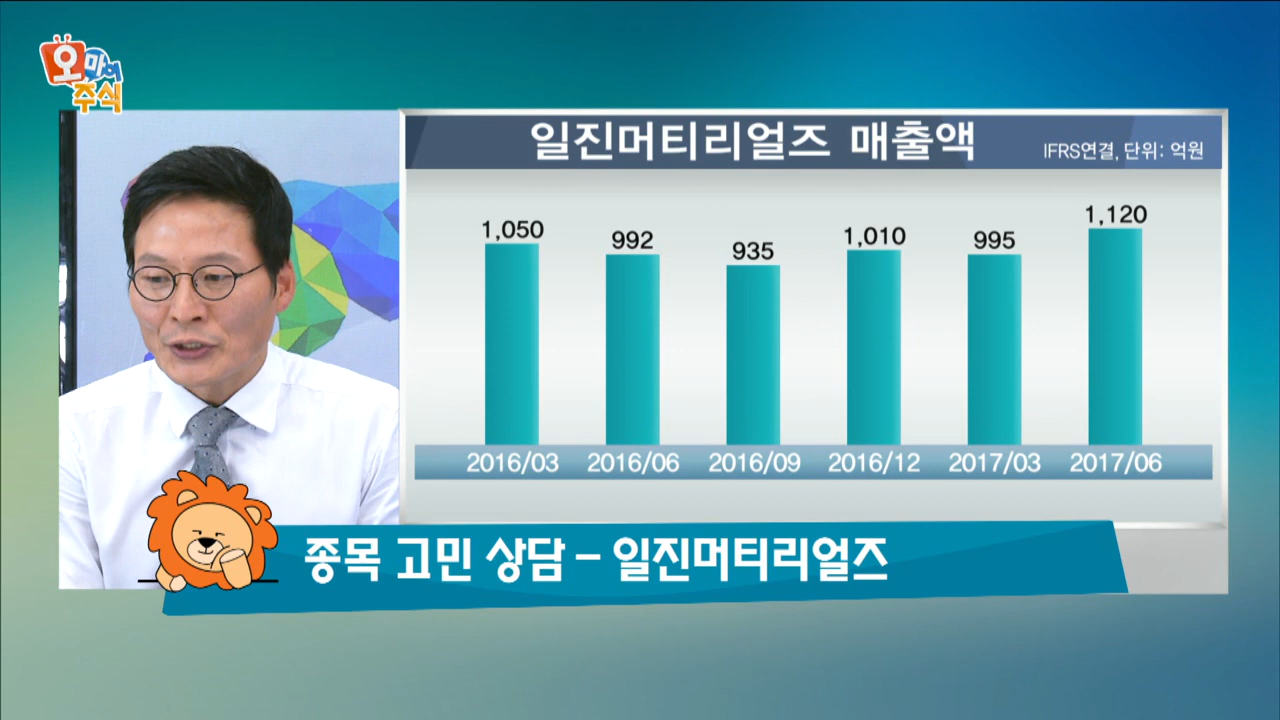 오마이
주식
일진머티리얼즈 매출액
IFRS연결, 단위: 억원
1,050 992 935 1,010 995 1,120
2016/03 2016/06 2016/09 2016/12 2017/03 2017/06
종목 고민 상담 – 일진머티리얼즈